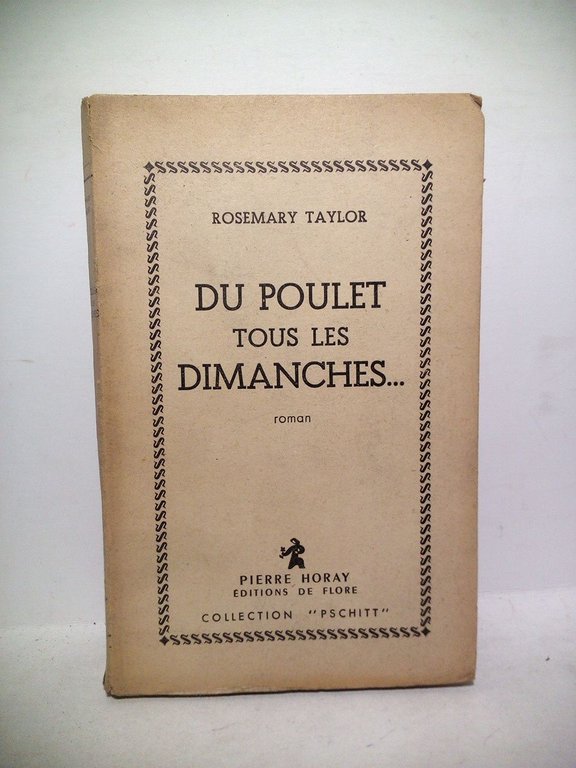 ROSEMARY TAYLOR
DU POULET
TOUS LES
DIMANCHES...
roman
PIERRE HORAY
ÉDITIONS DE FLORE
COLLECTION "PSCHITT"